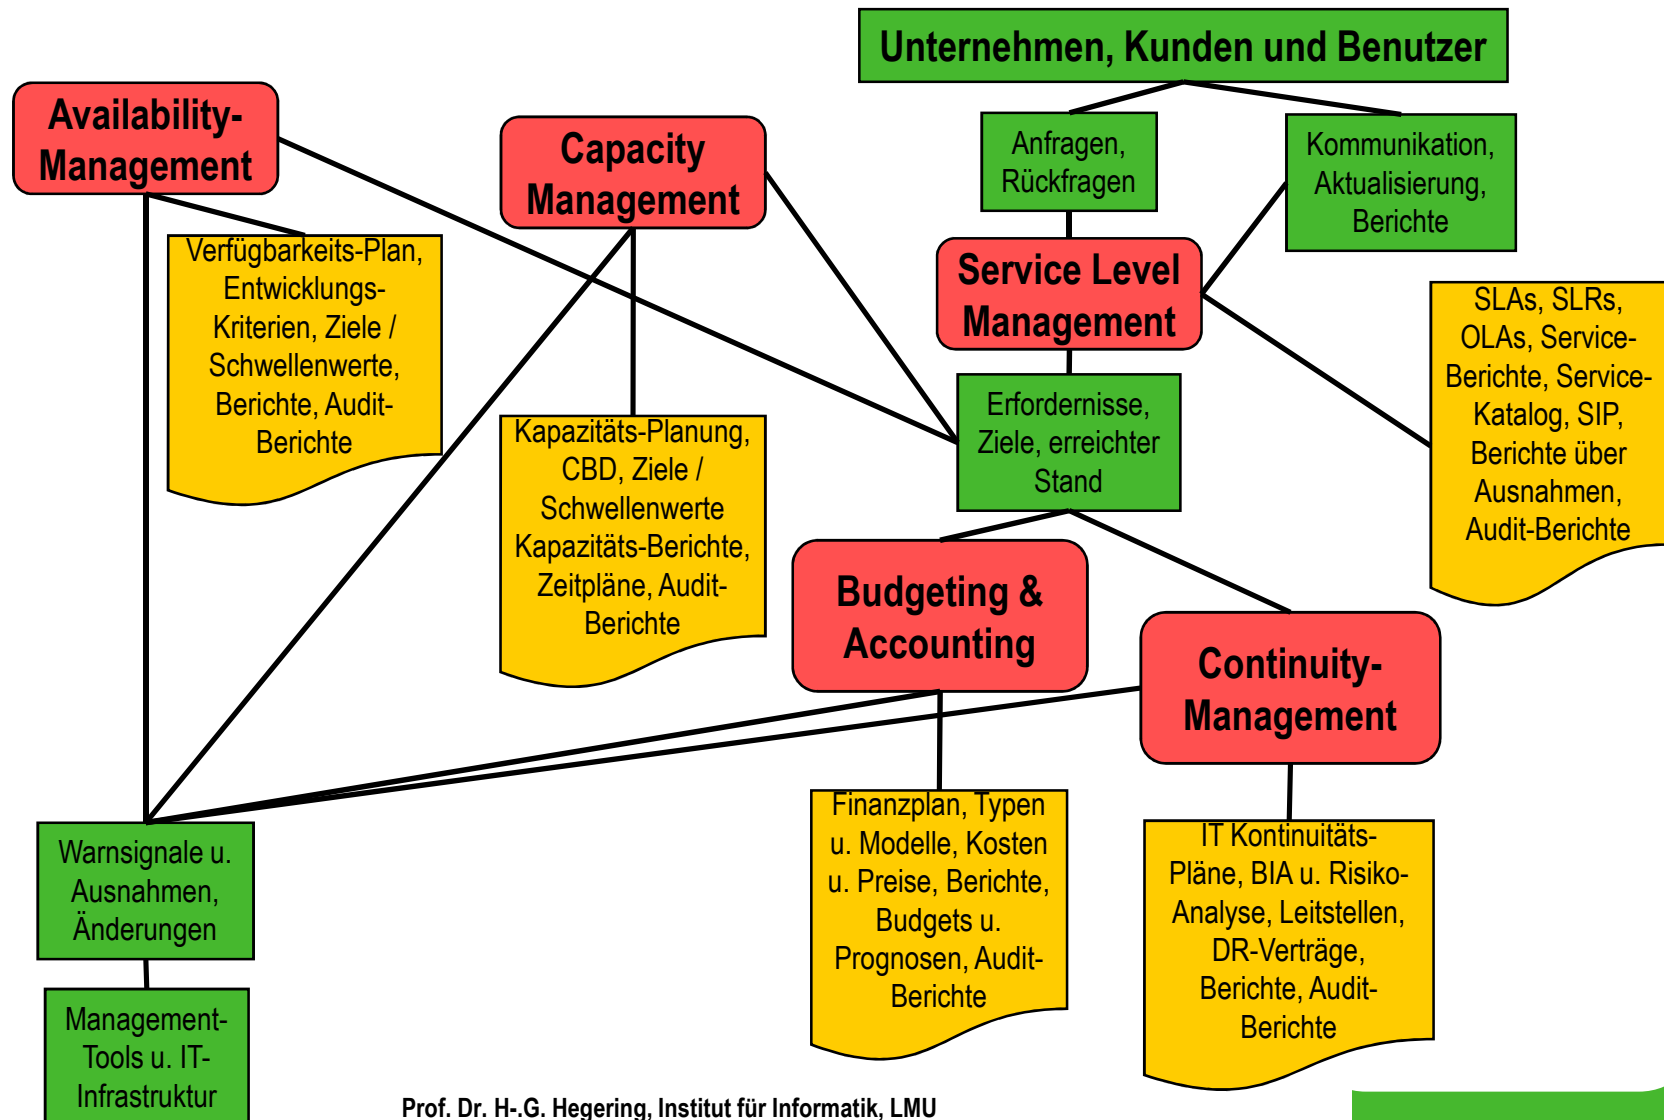 Unternehmen, Kunden und Benutzer
Availability-
Management
Capacity
Management
Anfragen,
Rückfragen
Kommunikation,
Aktualisierung,
Berichte
Verfügbarkeits-Plan,
Entwicklungs-
Kriterien, Ziele /
Schwellenwerte,
Berichte, Audit-
Berichte
Service Level
Management
SLAs, SLRs,
OLAs, Service-
Berichte, Service-
Katalog, SIP,
Berichte über
Ausnahmen,
Audit-Berichte
Kapazitäts-Planung,
CBD, Ziele /
Schwellenwerte
Kapazitäts-Berichte,
Zeitpläne, Audit-
Berichte
Erfordernisse,
Ziele, erreichter
Stand
Budgeting &
Accounting
Continuity-
Management
Warnsignale u.
Ausnahmen,
Änderungen
Finanzplan, Typen
u. Modelle, Kosten
u. Preise, Berichte,
Budgets u.
Prognosen, Audit-
Berichte
IT Kontinuitäts-
Pläne, BIA u. Risiko-
Analyse, Leitstellen,
DR-Verträge,
Berichte, Audit-
Berichte
Management-
Tools u. IT-
Infrastruktur
Prof. Dr. H-.G. Hegering, Institut für Informatik, LMU